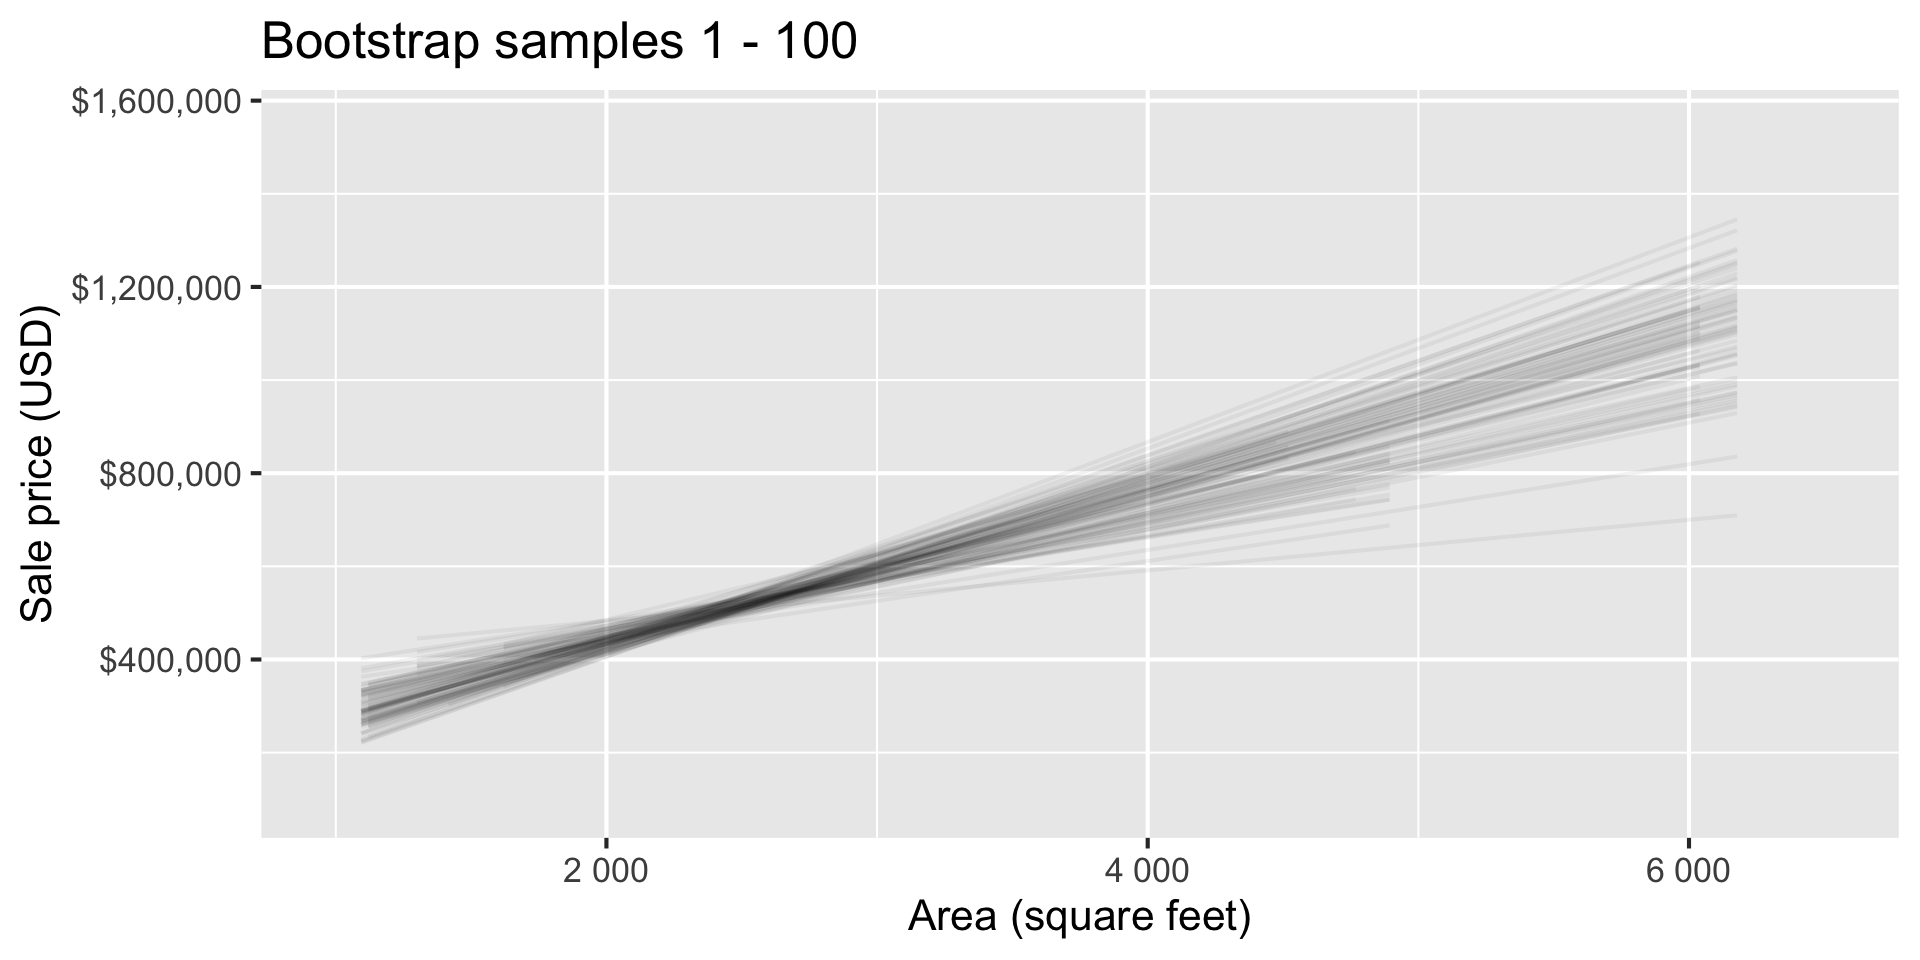 Bootstrap samples 1 - 100
$1,600,000
$1,200,000
$800,000
$400,000
Sale price (USD)
2 000 4 000 6 000
Area (square feet)